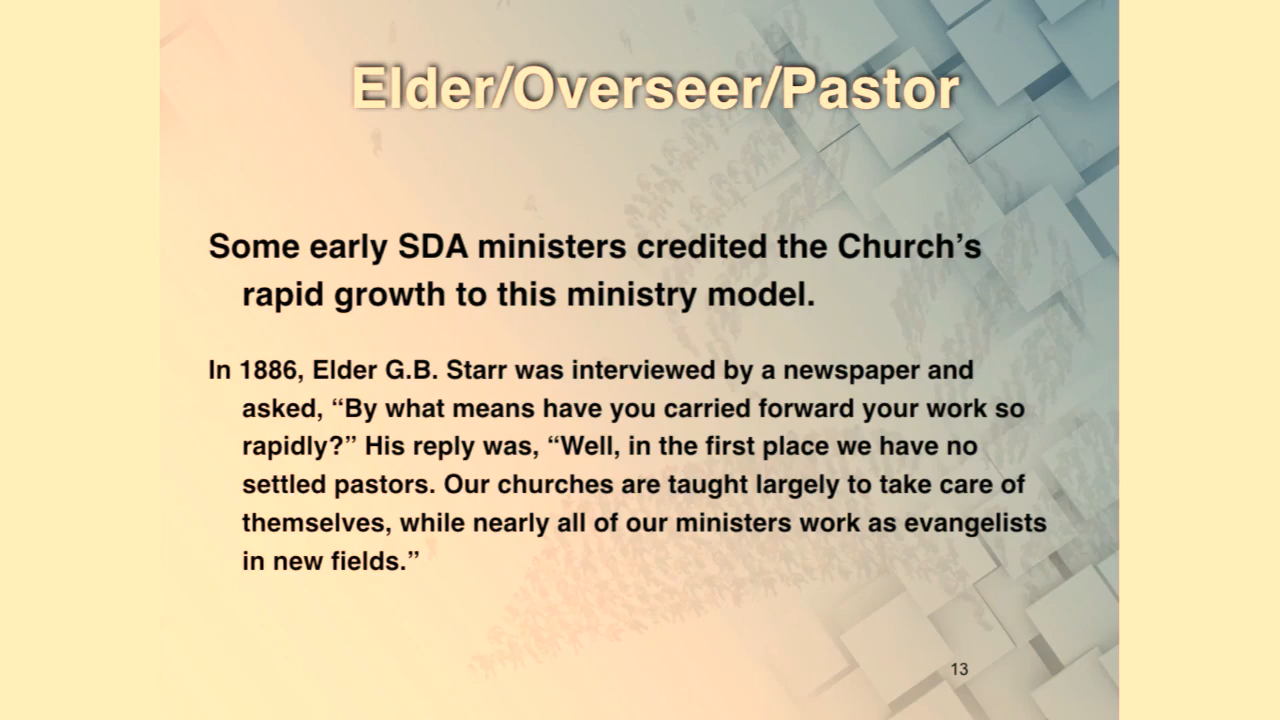 Elder/Overseer/Pastor
Some early SDA ministers credited the Church’s
rapid growth to this ministry model.
In 1886, Elder G.B. Starr was interviewed by a newspaper and
asked, “By what means have you carried forward your work so
rapidly?” His reply was, “Well, in the first place we have no
settled pastors. Our churches are taught largely to take care of
themselves, while nearly all of our ministers work as evangelists
in new fields.”
13